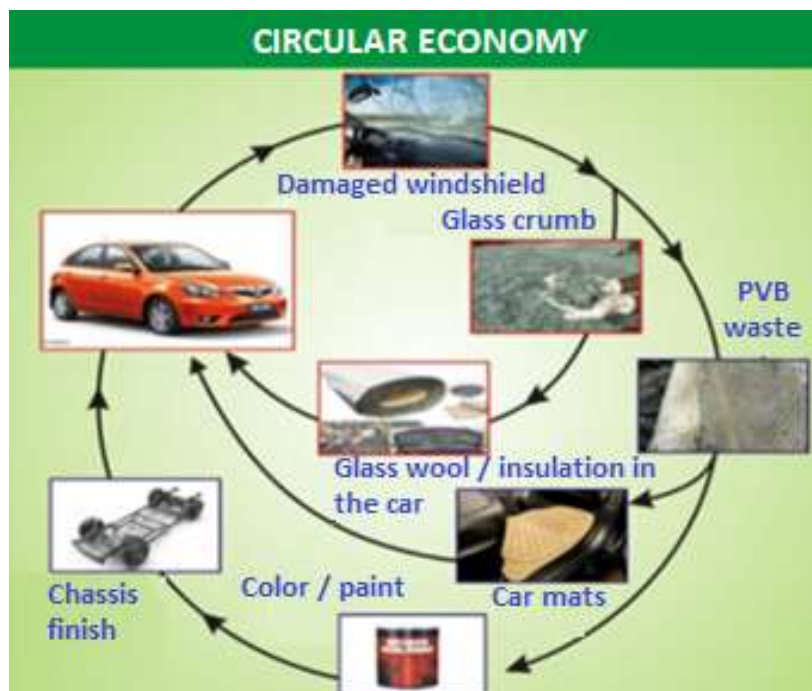 CIRCULAR ECONOMY
Damaged windshield
Glass crumb
PVB
waste
Glass wool / insulation in
the car
Car mats
Color / paint
Chassis
finish